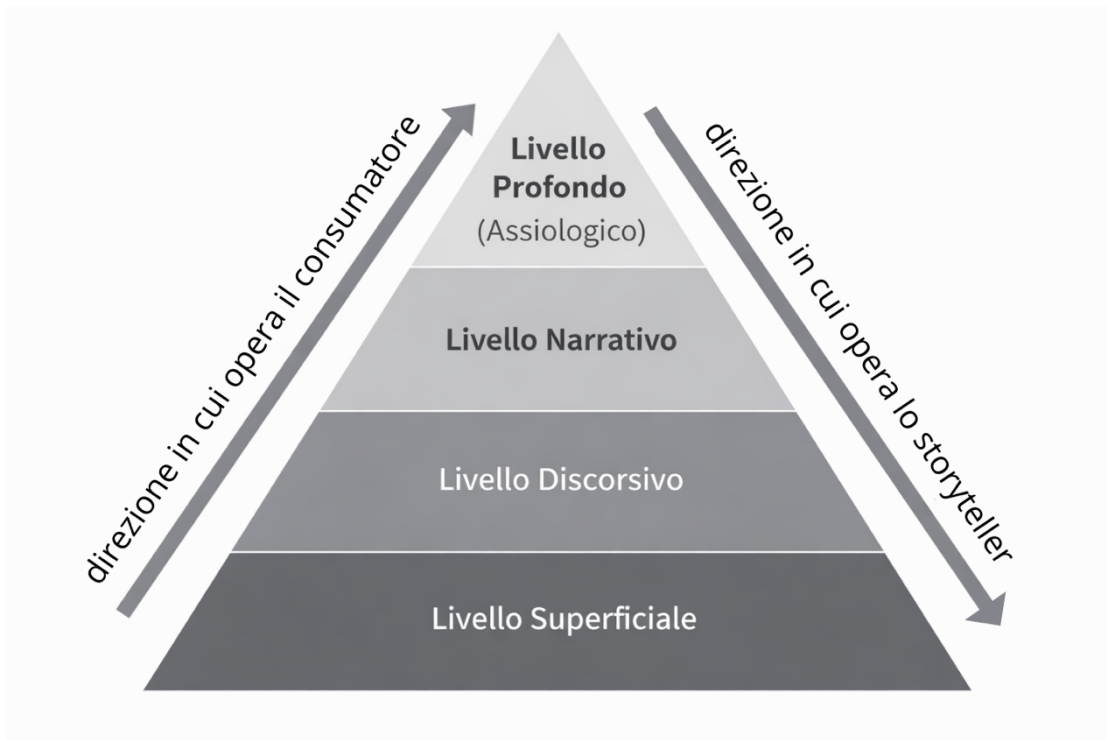 direzione in cui opera il consumatore
direzione in cui opera lo storyteller
Livello
Profondo
(Assiologico)
Livello Narrativo
Livello Discorsivo
Livello Superficiale